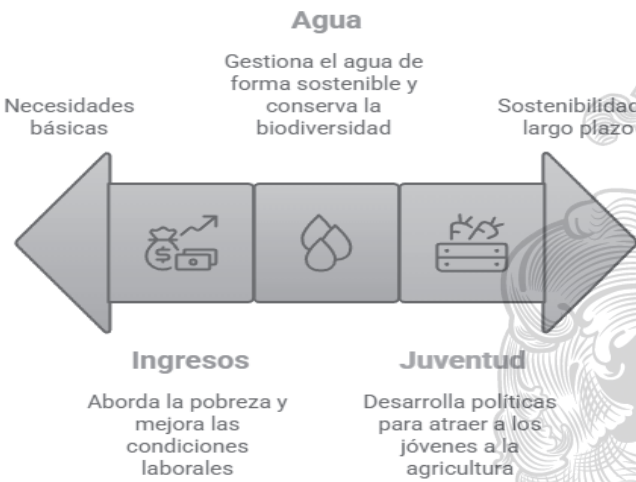 Agua
Gestiona el agua de
forma sostenible y
conserva la
biodiversidad
Necesidades
básicas
Sostenibilidad
largo plazo
$
Ingresos
Aborda la pobreza y
mejora las
condiciones
laborales
Juventud
Desarrolla políticas
para atraer a los
jóvenes a la
agricultura